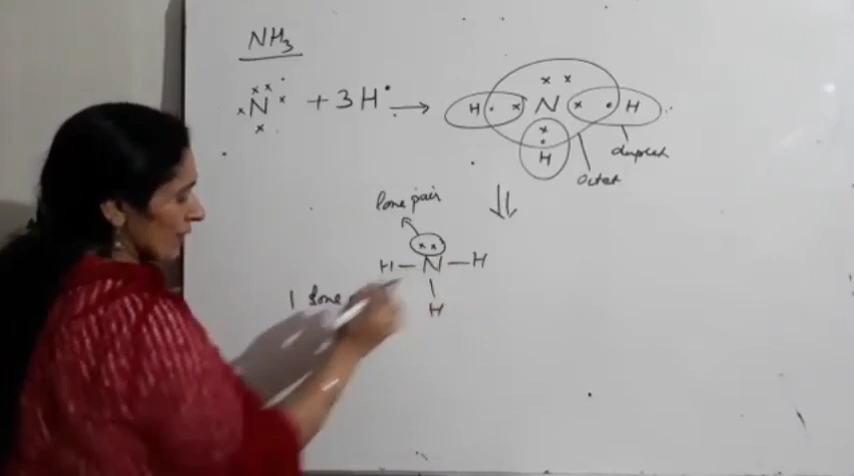 NH₃
N + 3H →
H N H
H
duplet
octet
lone pair
H — N — H
H
1 lone